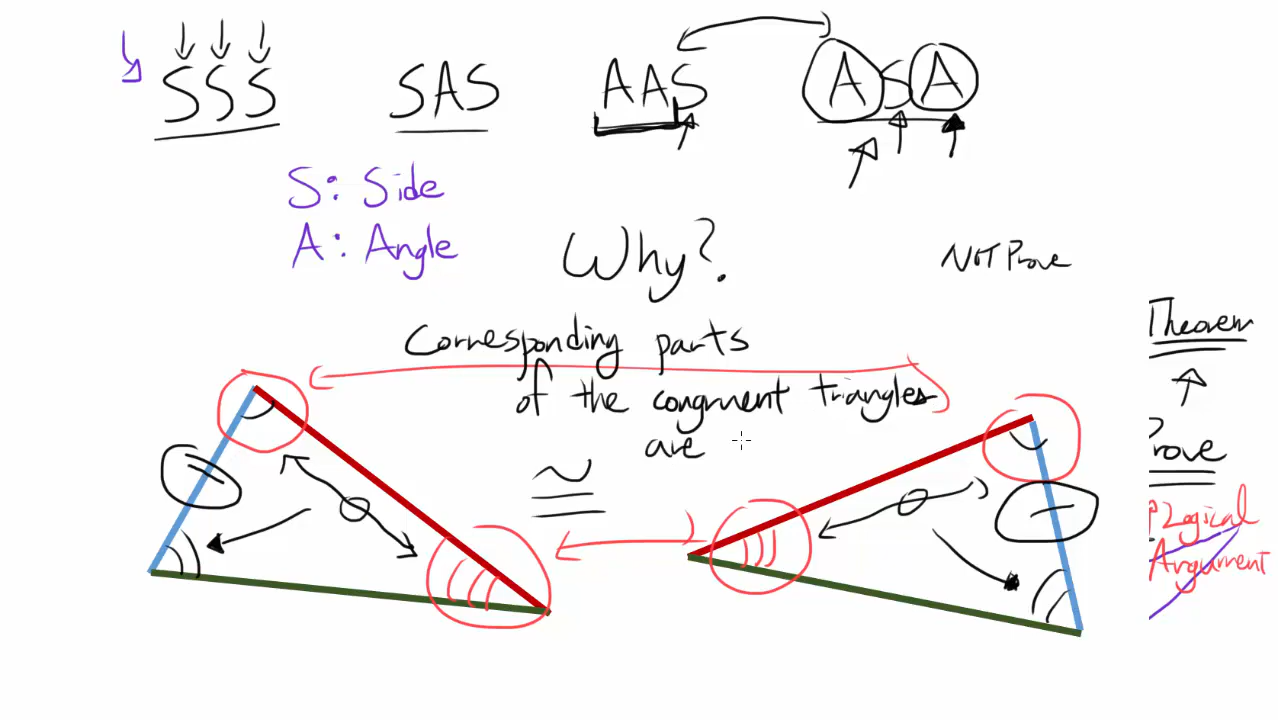 SSS SAS AAS ASA
S: Side
A: Angle
Why?
NOT Prove
Corresponding parts
of the congruent triangles
are
≅
Theorem
Prove
Logical
Argument